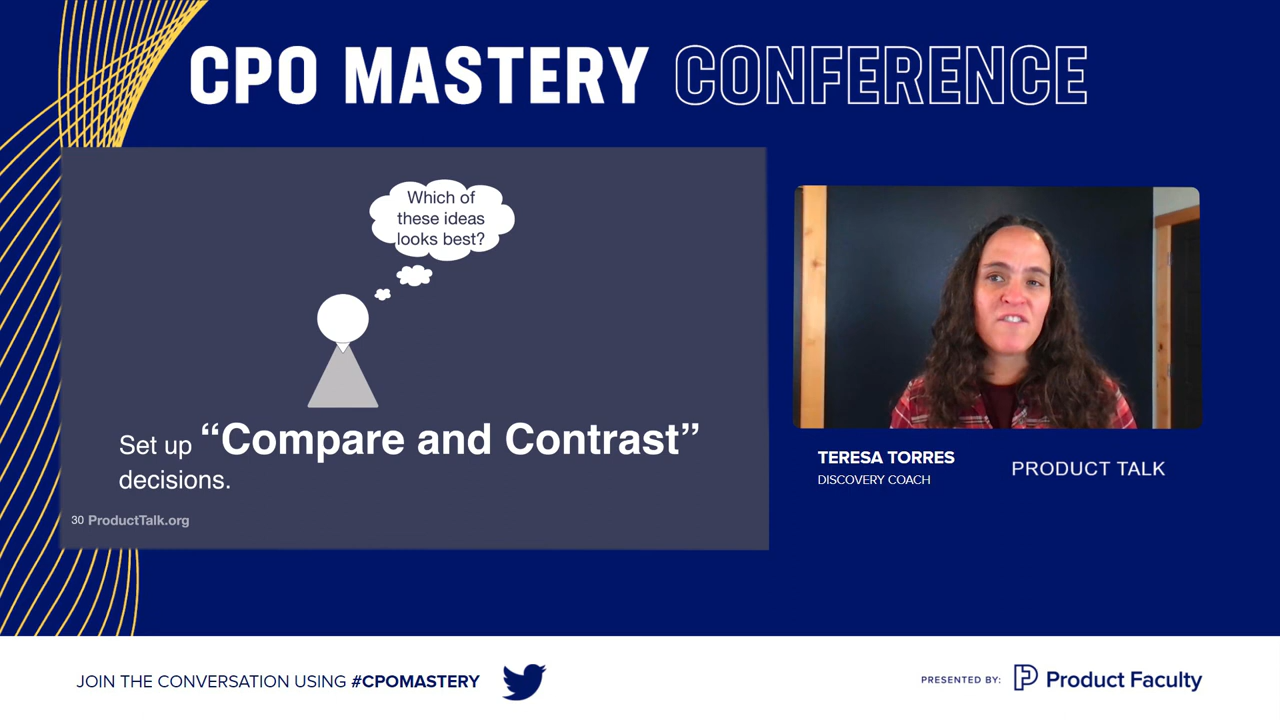 CPO MASTERY CONFERENCE
Which of
these ideas
looks best?
Set up “Compare and Contrast”
decisions.
30 ProductTalk.org
TERESA TORRES
DISCOVERY COACH
PRODUCT TALK
JOIN THE CONVERSATION USING #CPOMASTERY
PRESENTED BY: Product Faculty